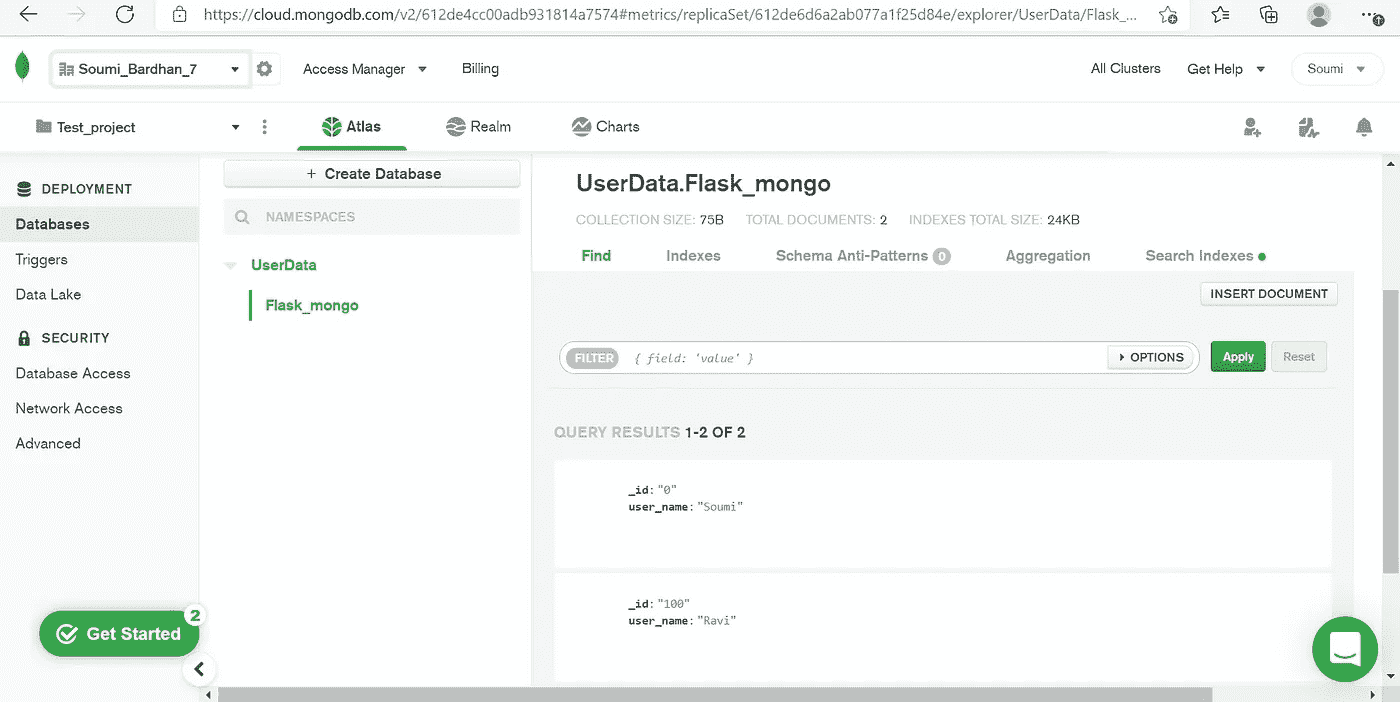 https://cloud.mongodb.com/v2/612de4cc00adb931814a7574#metrics/replicaSet/612de6d6a2ab077a1f25d84e/explorer/UserData/Flask_...
Soumi_Bardhan_7 Access Manager Billing All Clusters Get Help Soumi
Test_project Atlas Realm Charts
DEPLOYMENT
Databases
Triggers
Data Lake
SECURITY
Database Access
Network Access
Advanced
Get Started 2
+ Create Database
NAMESPACES
UserData
Flask_mongo
UserData.Flask_mongo
COLLECTION SIZE: 75B TOTAL DOCUMENTS: 2 INDEXES TOTAL SIZE: 24KB
Find Indexes Schema Anti-Patterns 0 Aggregation Search Indexes
INSERT DOCUMENT
FILTER { field: 'value' } OPTIONS Apply Reset
QUERY RESULTS 1-2 OF 2
_id: "0"
user_name: "Soumi"
_id: "100"
user_name: "Ravi"